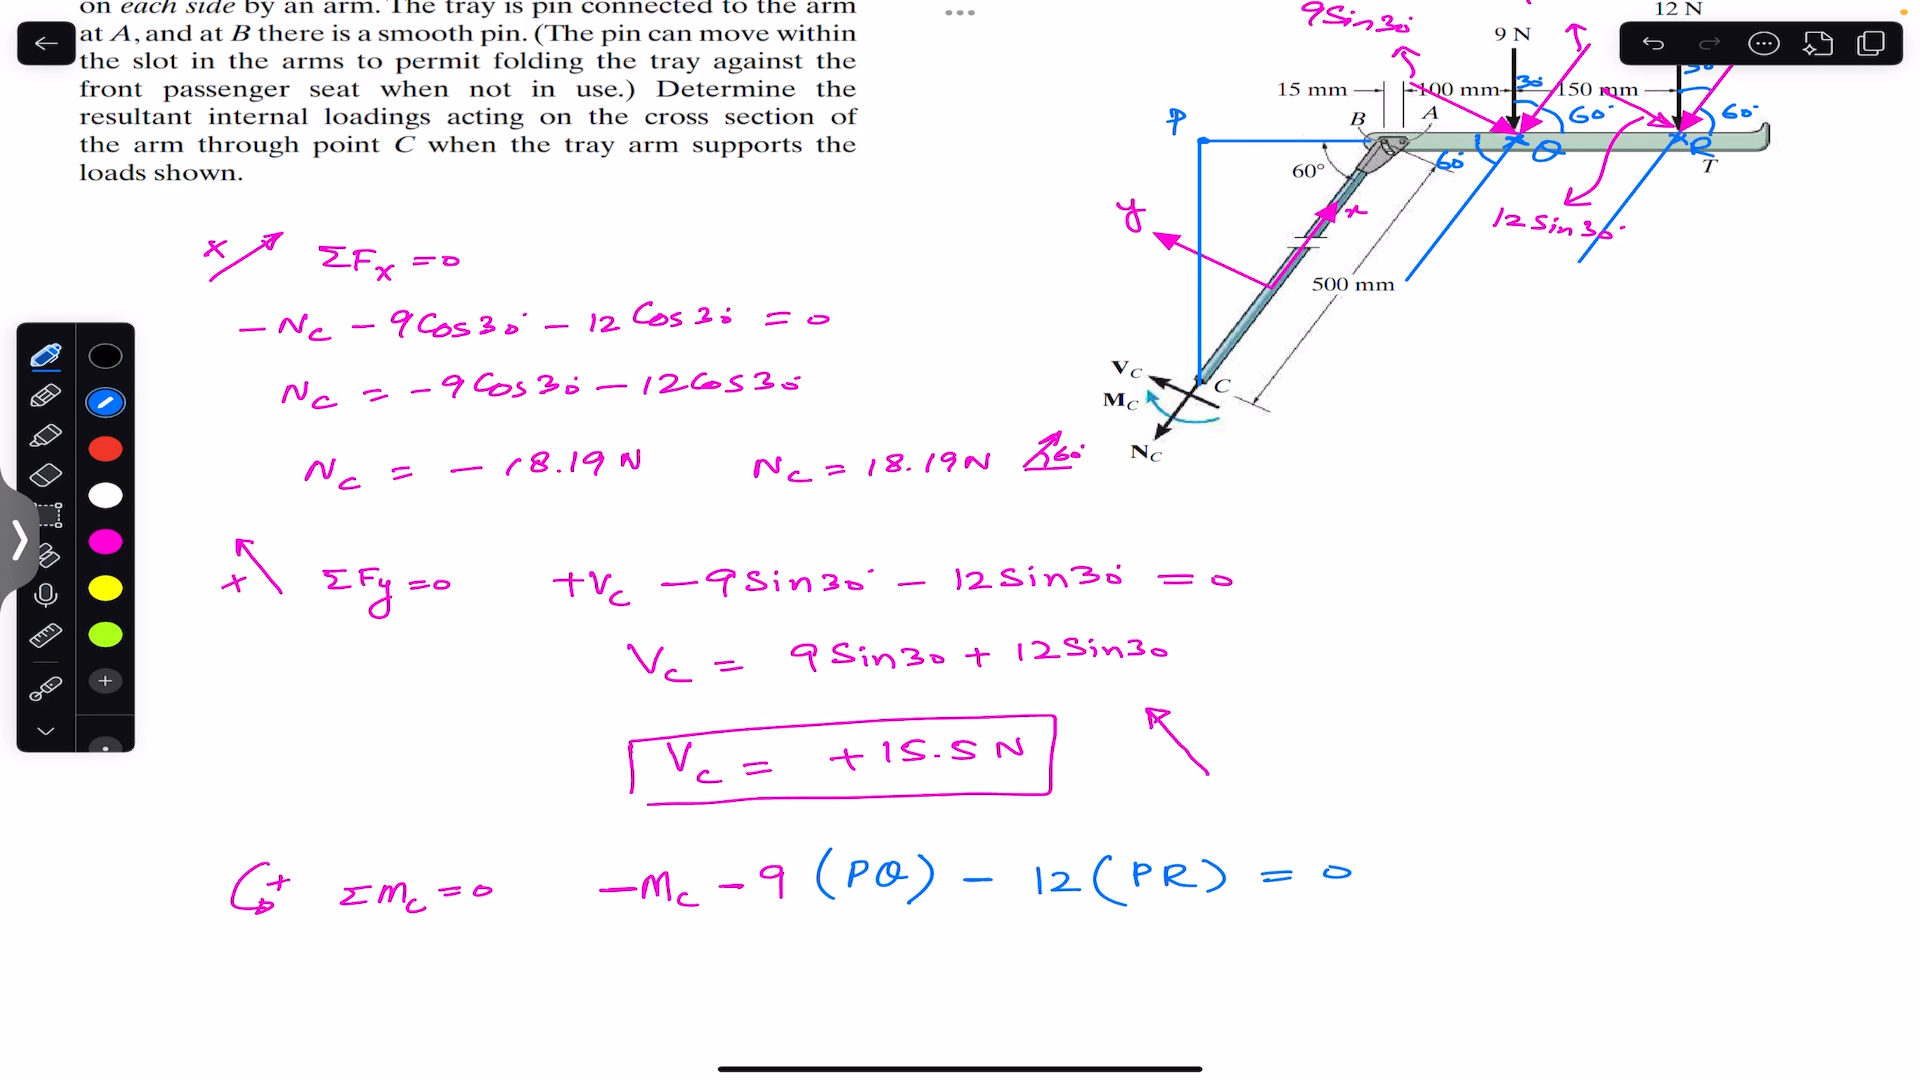 on each side by an arm. The tray is pin connected to the arm
at A, and at B there is a smooth pin. (The pin can move within
the slot in the arms to permit folding the tray against the
front passenger seat when not in use.) Determine the
resultant internal loadings acting on the cross section of
the arm through point C when the tray arm supports the
loads shown.
9Sin30°
9 N
12 N
15 mm
100 mm
150 mm
30°
60°
60°
P
B
A
60°
60°
Q
R
T
y
x
12Sin30°
500 mm
V_C
C
M_C
N_C
x
ΣF_x = 0
-N_C - 9Cos30° - 12Cos30° = 0
N_C = -9Cos30° - 12Cos30°
N_C = -18.19 N
N_C = 18.19N
60°
+
ΣF_y = 0
+V_C - 9Sin30° - 12Sin30° = 0
V_C = 9Sin30 + 12Sin30
V_C = +15.5 N
+ ΣM_C = 0
-M_C - 9(PQ) - 12(PR) = 0